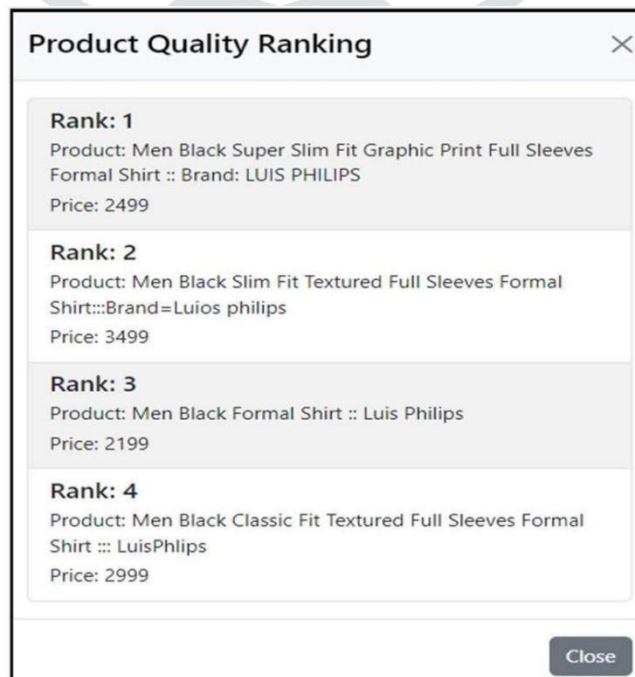 Product Quality Ranking
Rank: 1
Product: Men Black Super Slim Fit Graphic Print Full Sleeves
Formal Shirt :: Brand: LUIS PHILIPS
Price: 2499
Rank: 2
Product: Men Black Slim Fit Textured Full Sleeves Formal
Shirt:::Brand=Luios philips
Price: 3499
Rank: 3
Product: Men Black Formal Shirt :: Luis Philips
Price: 2199
Rank: 4
Product: Men Black Classic Fit Textured Full Sleeves Formal
Shirt ::: LuisPhlips
Price: 2999
Close